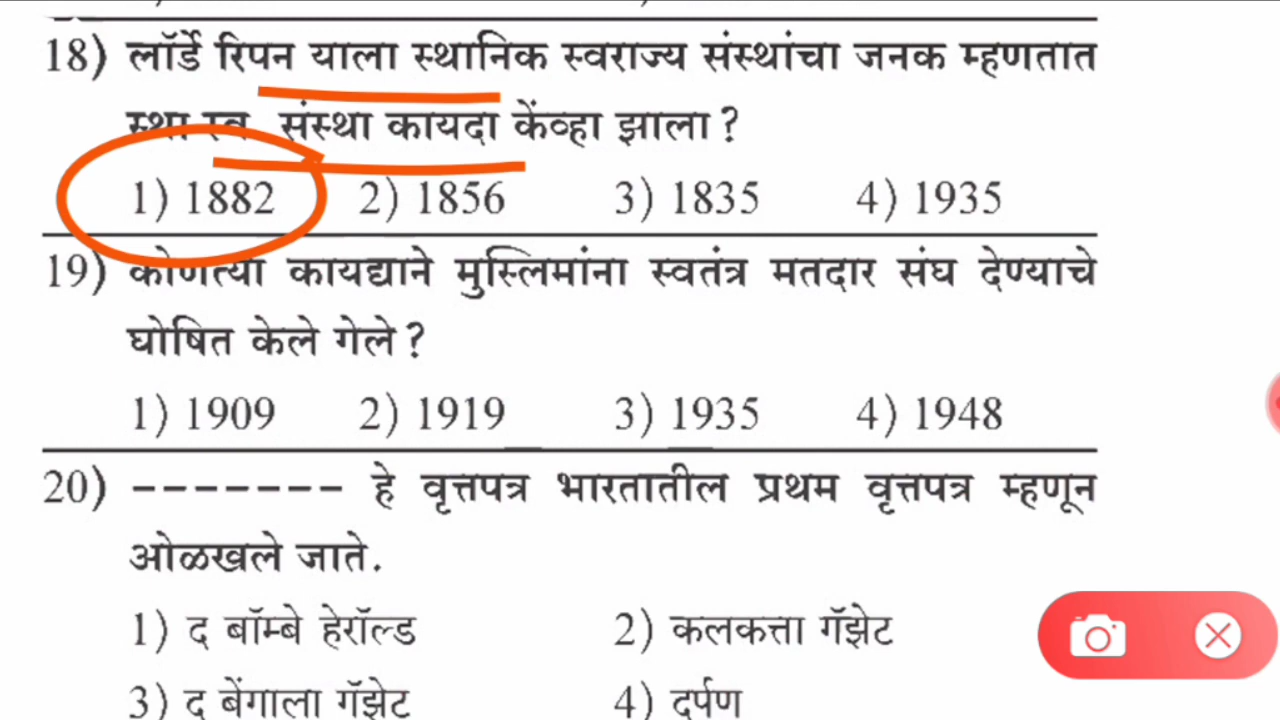 18) लॉर्ड रिपन याला स्थानिक स्वराज्य संस्थांचा जनक म्हणतात
स्था स्व. संस्था कायदा केंव्हा झाला ?
1) 1882 2) 1856 3) 1835 4) 1935
19) कोणत्या कायद्याने मुस्लिमांना स्वतंत्र मतदार संघ देण्याचे
घोषित केले गेले ?
1) 1909 2) 1919 3) 1935 4) 1948
20) ------- हे वृत्तपत्र भारतातील प्रथम वृत्तपत्र म्हणून
ओळखले जाते.
1) द बॉम्बे हेरॉल्ड 2) कलकत्ता गॅझेट
3) द बेंगाला गॅझेट 4) दर्पण